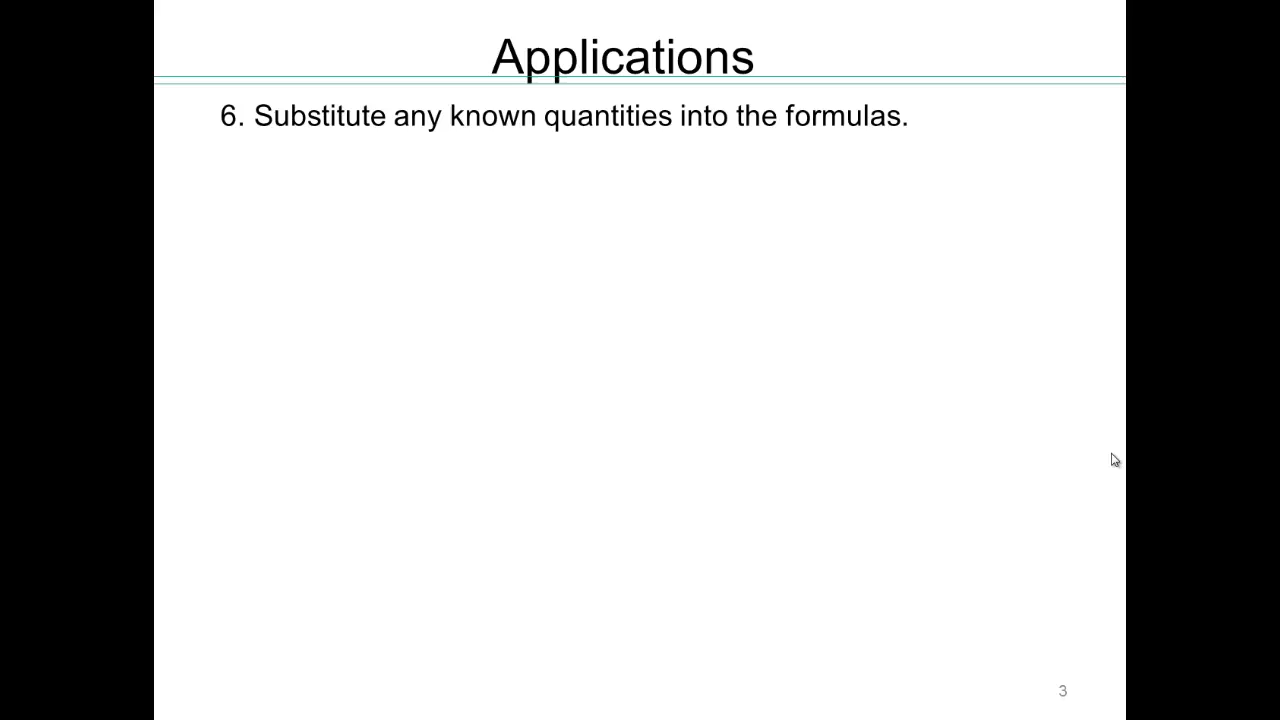 Applications
6. Substitute any known quantities into the formulas.
3